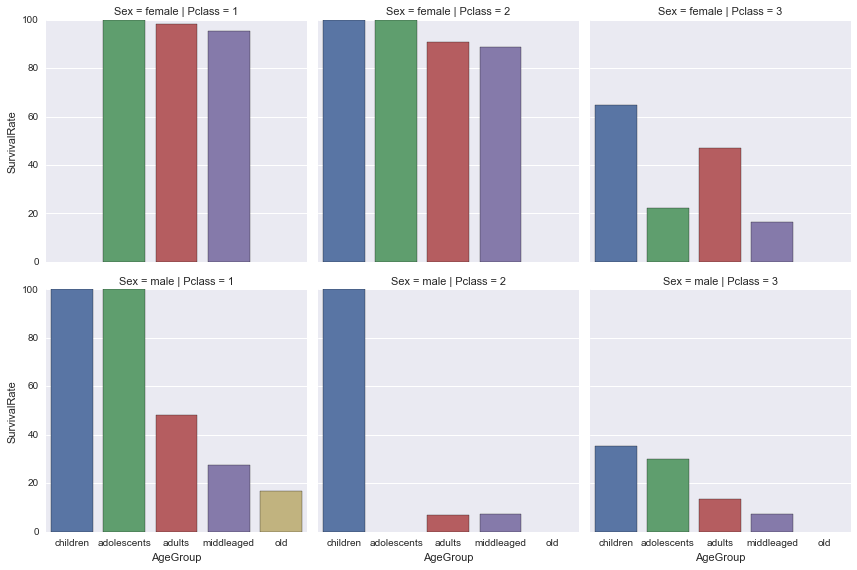 Sex = female | Pclass = 1 Sex = female | Pclass = 2 Sex = female | Pclass = 3
100
80
60
40
20
0
SurvivalRate
Sex = male | Pclass = 1 Sex = male | Pclass = 2 Sex = male | Pclass = 3
100
80
60
40
20
0
SurvivalRate
children adolescents adults middleaged old children adolescents adults middleaged old children adolescents adults middleaged old
AgeGroup AgeGroup AgeGroup